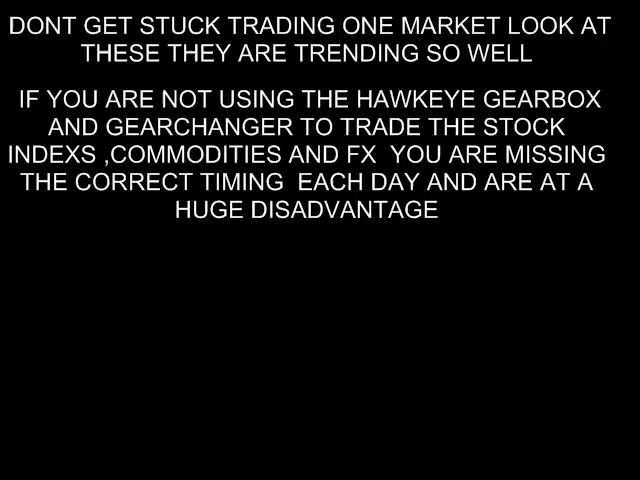 DONT GET STUCK TRADING ONE MARKET LOOK AT
THESE THEY ARE TRENDING SO WELL
IF YOU ARE NOT USING THE HAWKEYE GEARBOX
AND GEARCHANGER TO TRADE THE STOCK
INDEXS ,COMMODITIES AND FX  YOU ARE MISSING
THE CORRECT TIMING  EACH DAY AND ARE AT A
HUGE DISADVANTAGE